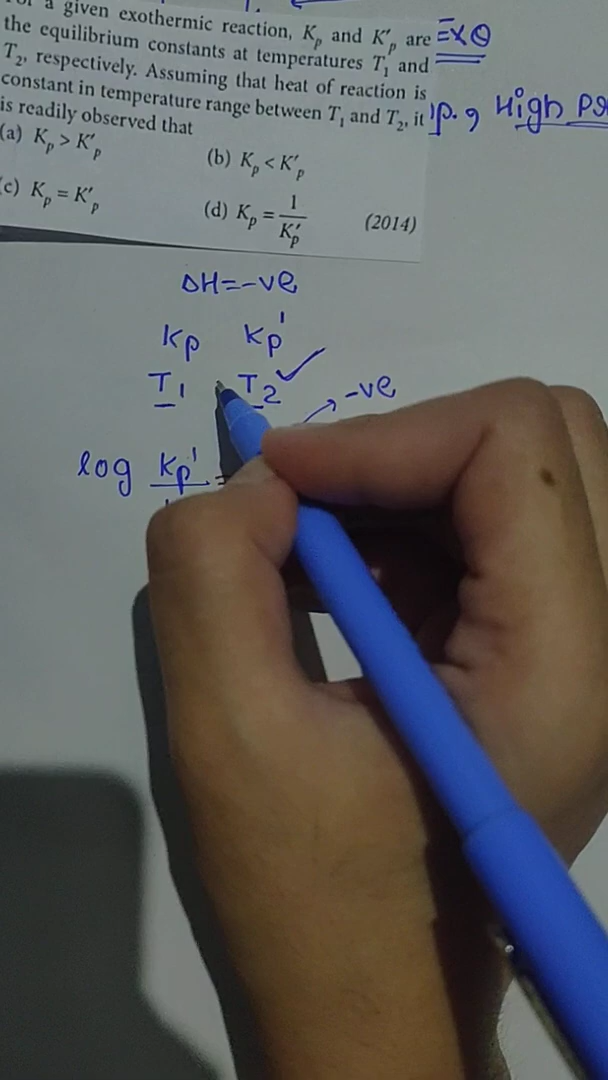 a given exothermic reaction, Kp and K′p are
the equilibrium constants at temperatures T1 and
T2, respectively. Assuming that heat of reaction is
constant in temperature range between T1 and T2, it
is readily observed that
(a) Kp > K′p
(b) Kp < K′p
(c) Kp = K′p
(d) Kp = 1/K′p (2014)
EXO
P. , High
ΔH = -ve
Kp Kp'
T1 T2 ✓
-ve
log Kp'